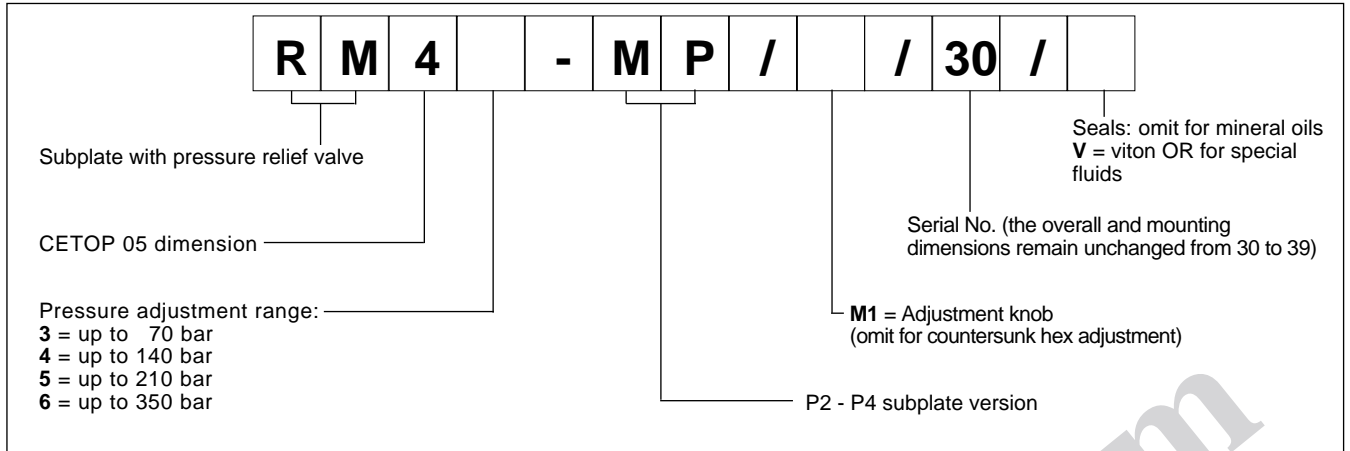 R M 4 - M P / / 30 /
Seals: omit for mineral oils
V = viton OR for special
fluids
Subplate with pressure relief valve
Serial No. (the overall and mounting
dimensions remain unchanged from 30 to 39)
CETOP 05 dimension
Pressure adjustment range:
3 = up to 70 bar
4 = up to 140 bar
5 = up to 210 bar
6 = up to 350 bar
M1 = Adjustment knob
(omit for countersunk hex adjustment)
P2 - P4 subplate version
m